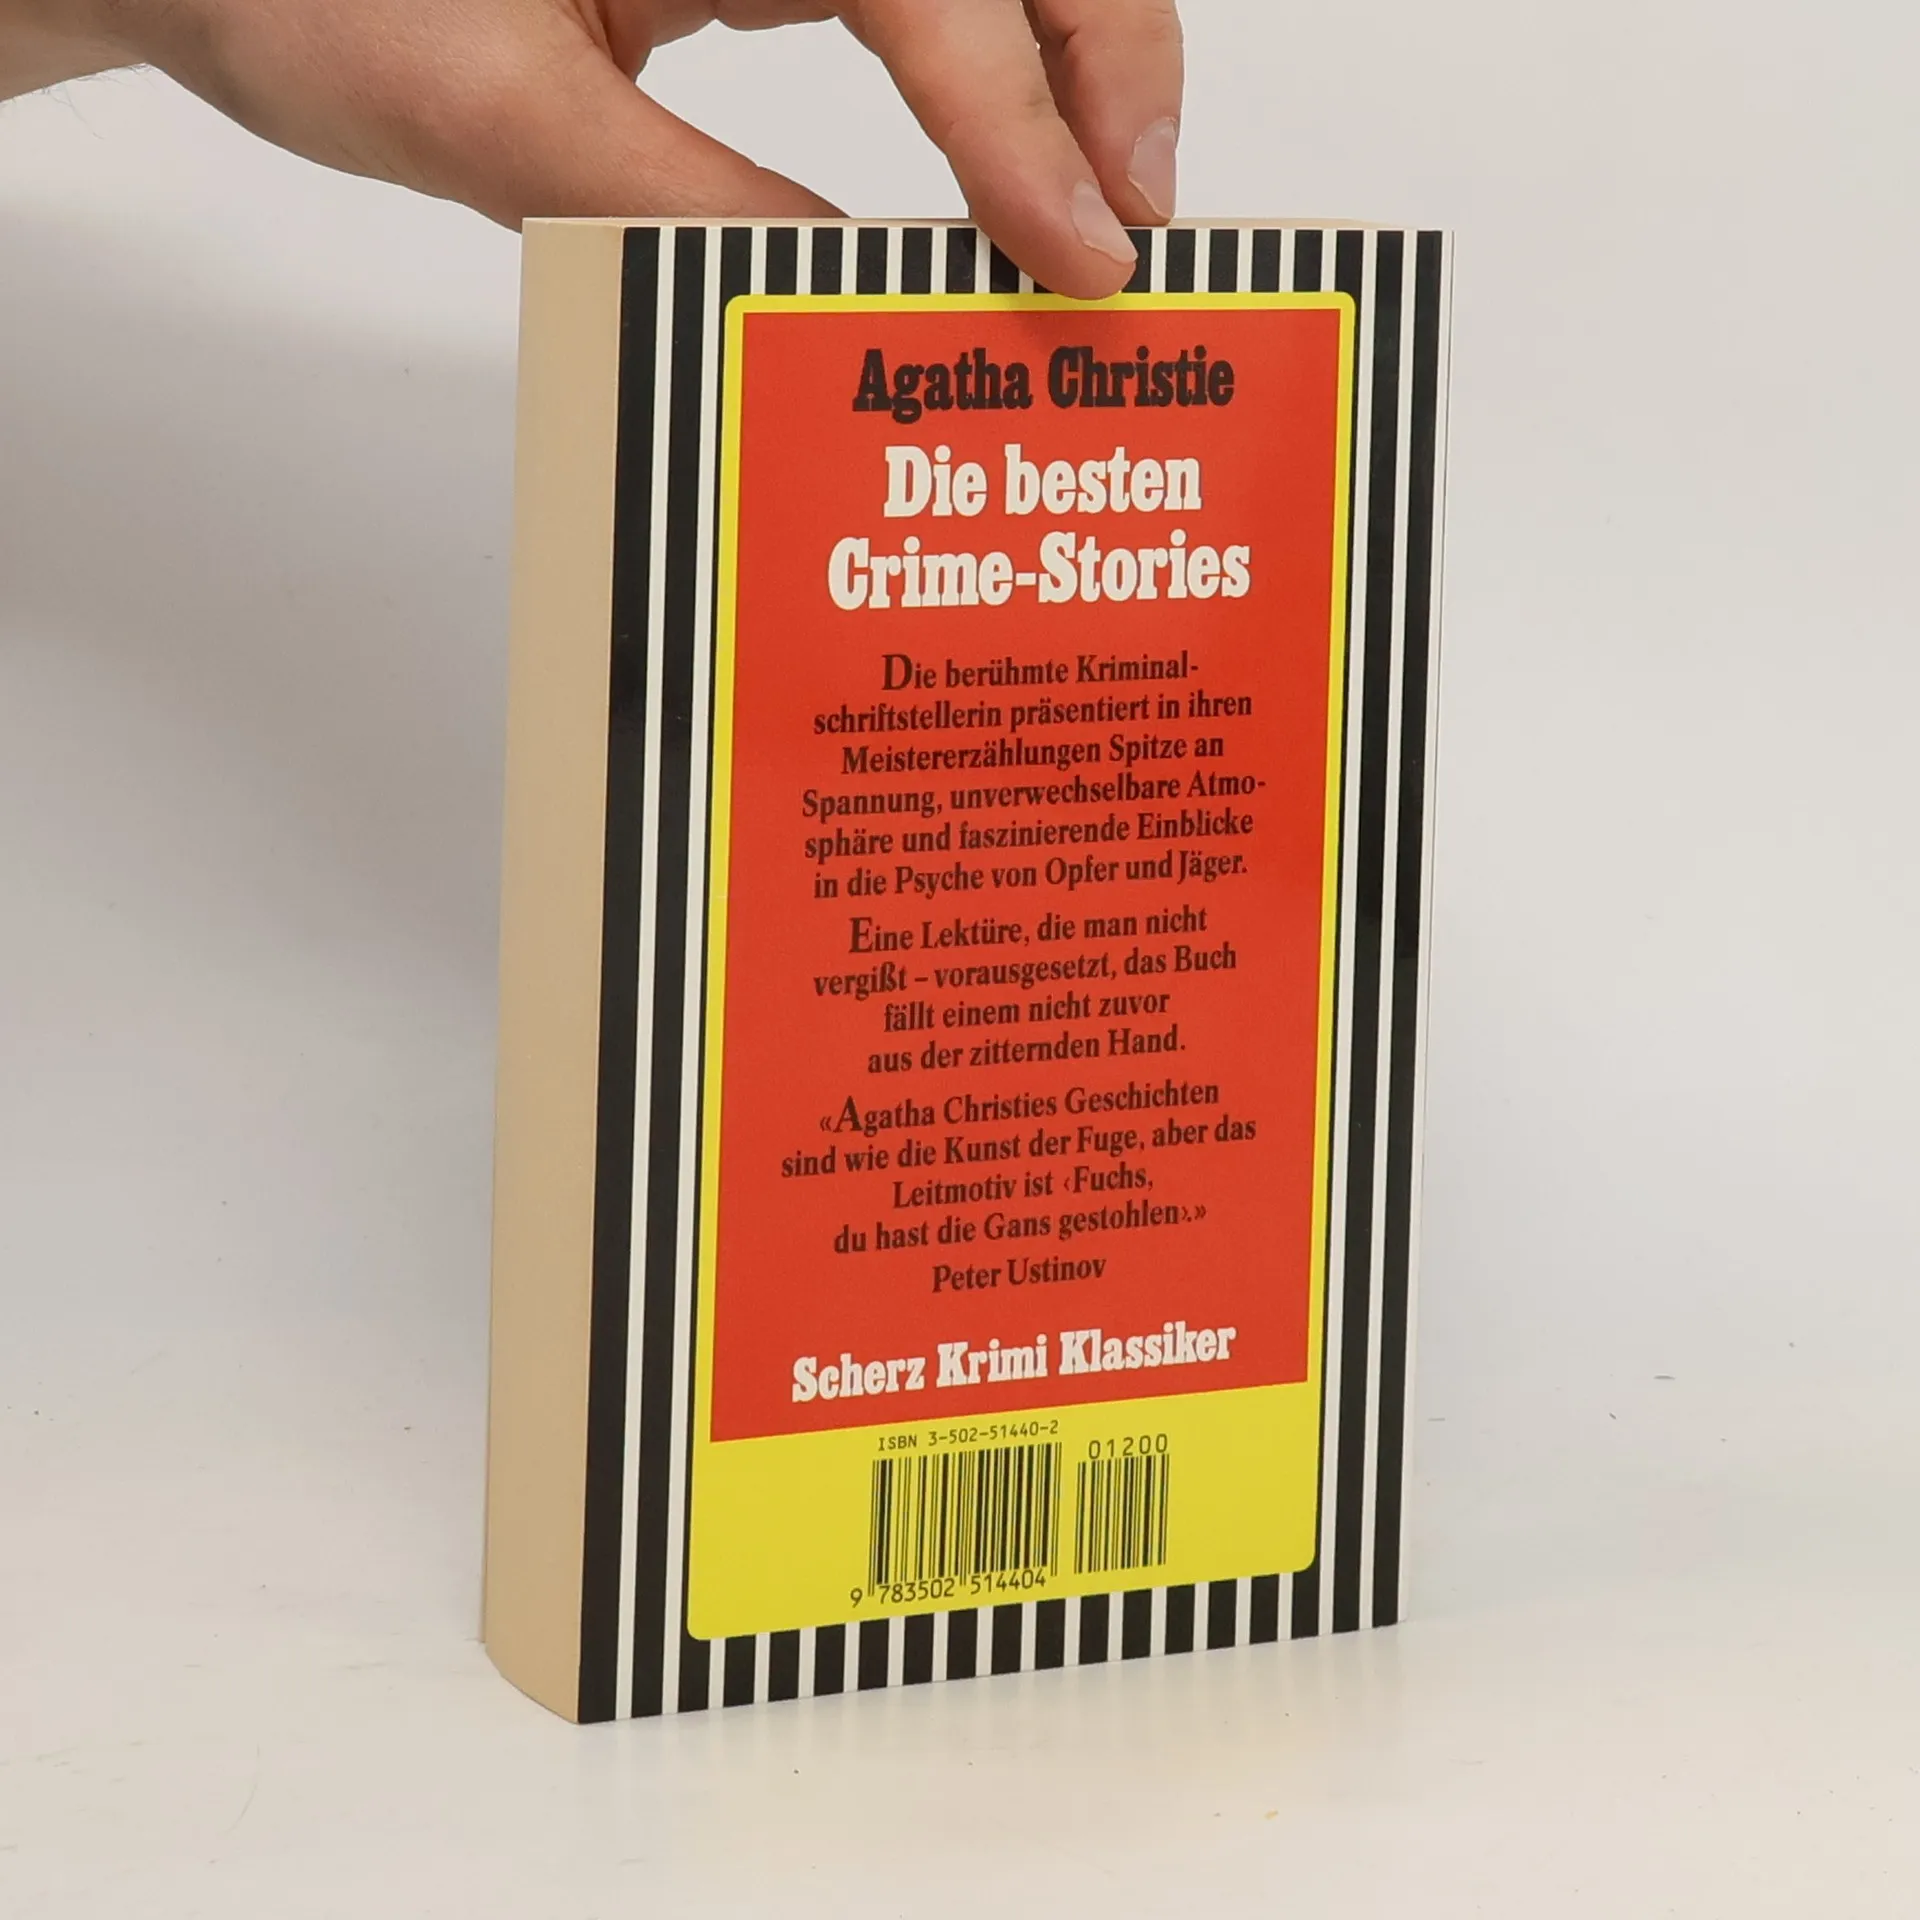 Agatha Christie
Die besten
Crime-Stories
Die berühmte Kriminal-
schriftstellerin präsentiert in ihren
Meistererzählungen Spitze an
Spannung, unverwechselbare Atmo-
sphäre und faszinierende Einblicke
in die Psyche von Opfer und Jäger.
Eine Lektüre, die man nicht
vergißt – vorausgesetzt, das Buch
fällt einem nicht zuvor
aus der zitternden Hand.
«Agatha Christies Geschichten
sind wie die Kunst der Fuge, aber das
Leitmotiv ist ‹Fuchs,
du hast die Gans gestohlen›.»
Peter Ustinov
Scherz Krimi Klassiker
ISBN 3-502-51440-2
01200
9 783502 514404